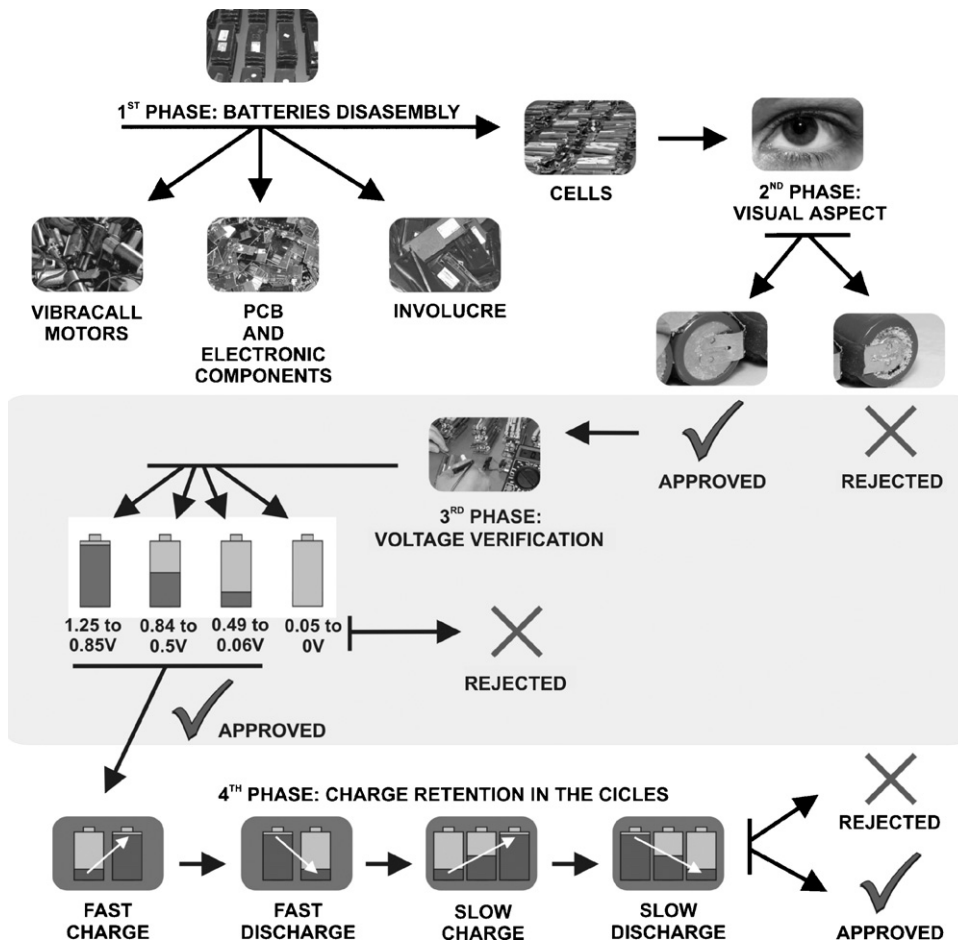 1ST PHASE: BATTERIES DISASSEMBLY
CELLS
2ND PHASE:
VISUAL ASPECT
VIBRACALL
MOTORS
PCB
AND
ELECTRONIC
COMPONENTS
INVOLUCRE
APPROVED
REJECTED
3RD PHASE:
VOLTAGE VERIFICATION
1.25 to
0.85V
0.84 to
0.5V
0.49 to
0.06V
0.05 to
0V
REJECTED
APPROVED
4TH PHASE: CHARGE RETENTION IN THE CICLES
REJECTED
APPROVED
FAST
CHARGE
FAST
DISCHARGE
SLOW
CHARGE
SLOW
DISCHARGE